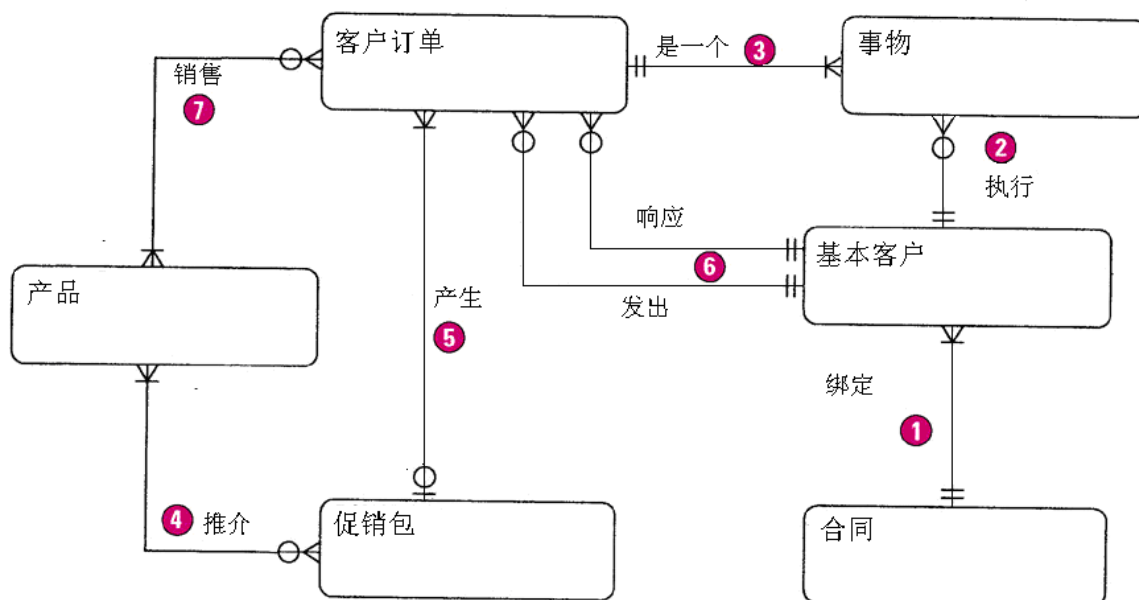 客户订单
是一个 3
事物
销售
7
2
执行
响应
基本客户
6
产品
产生
发出
5
绑定
1
4 推介
促销包
合同